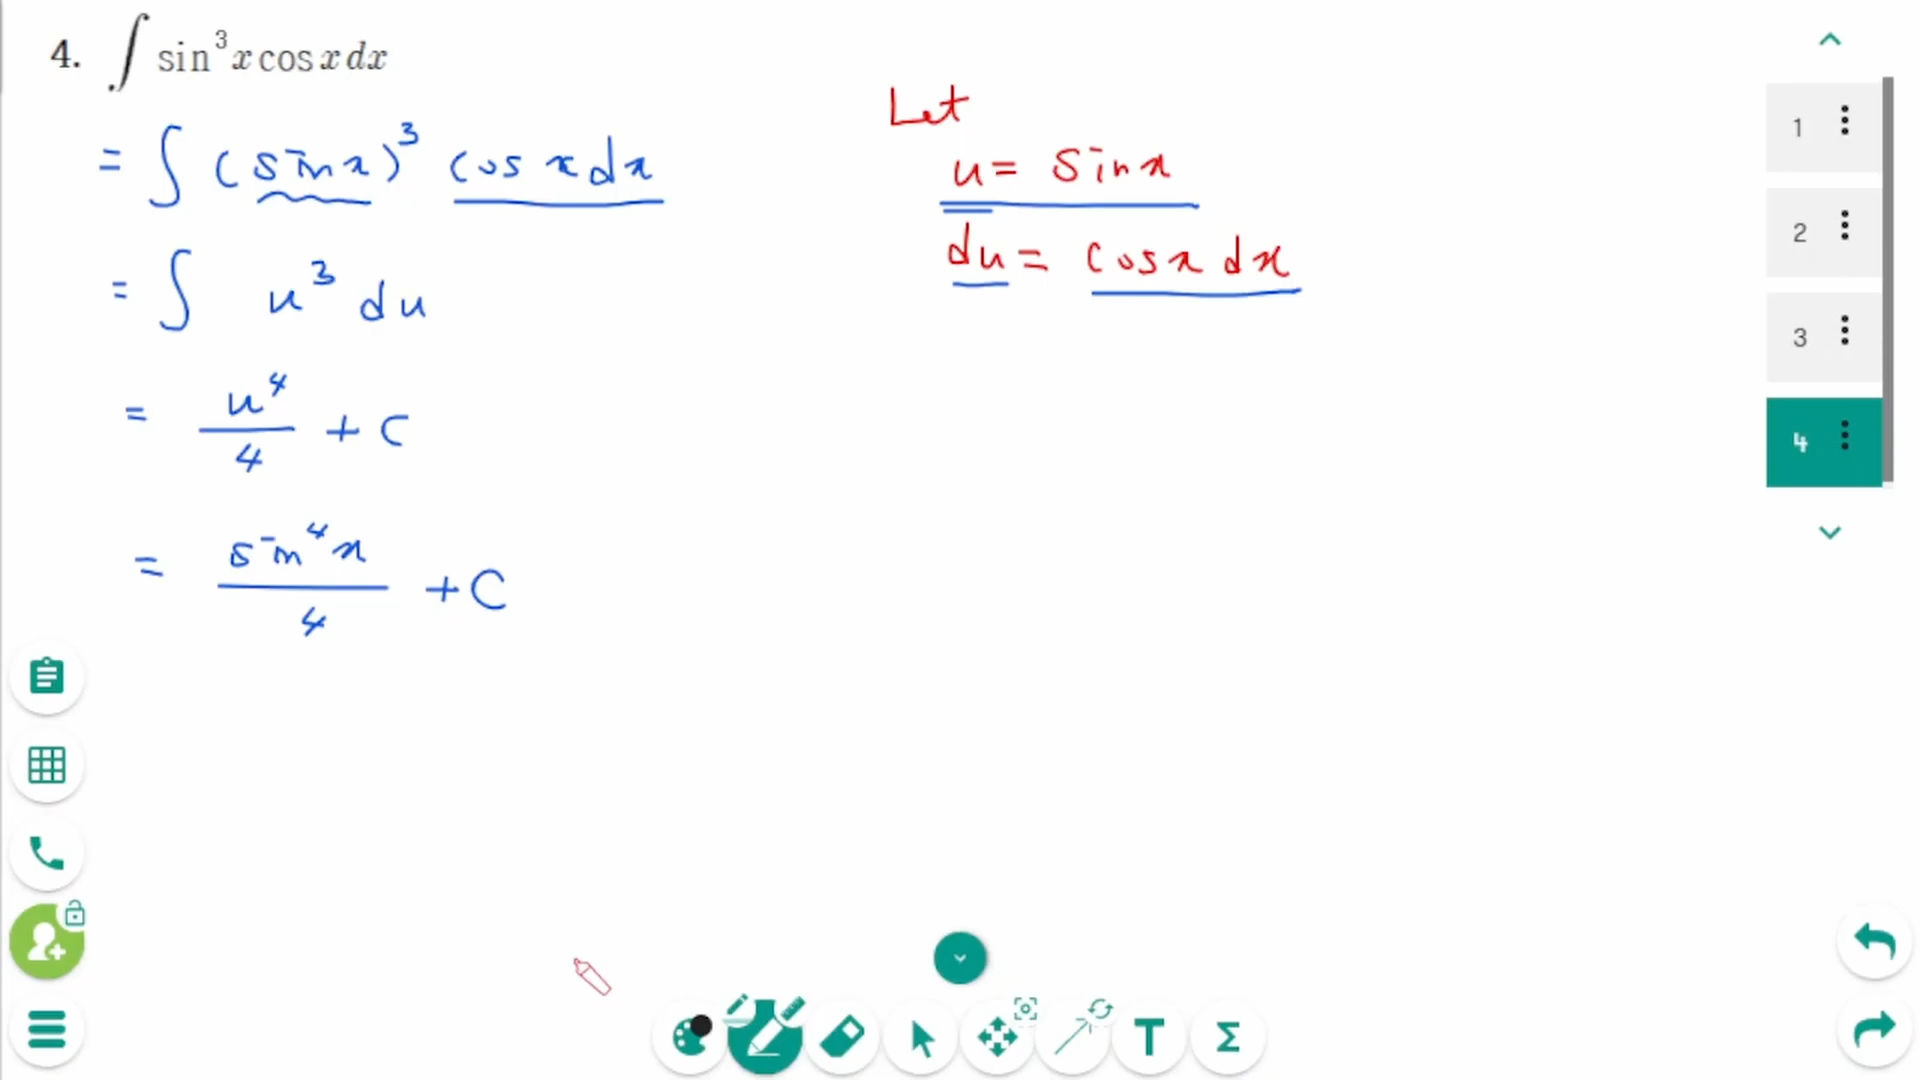 4. ∫ sin³ x cos x dx
= ∫ (sin x)³ cos x dx
= ∫ u³ du
= u⁴/4 + C
= sin⁴x/4 + C
Let
u = sin x
du = cos x dx
1
2
3
4
T
Σ